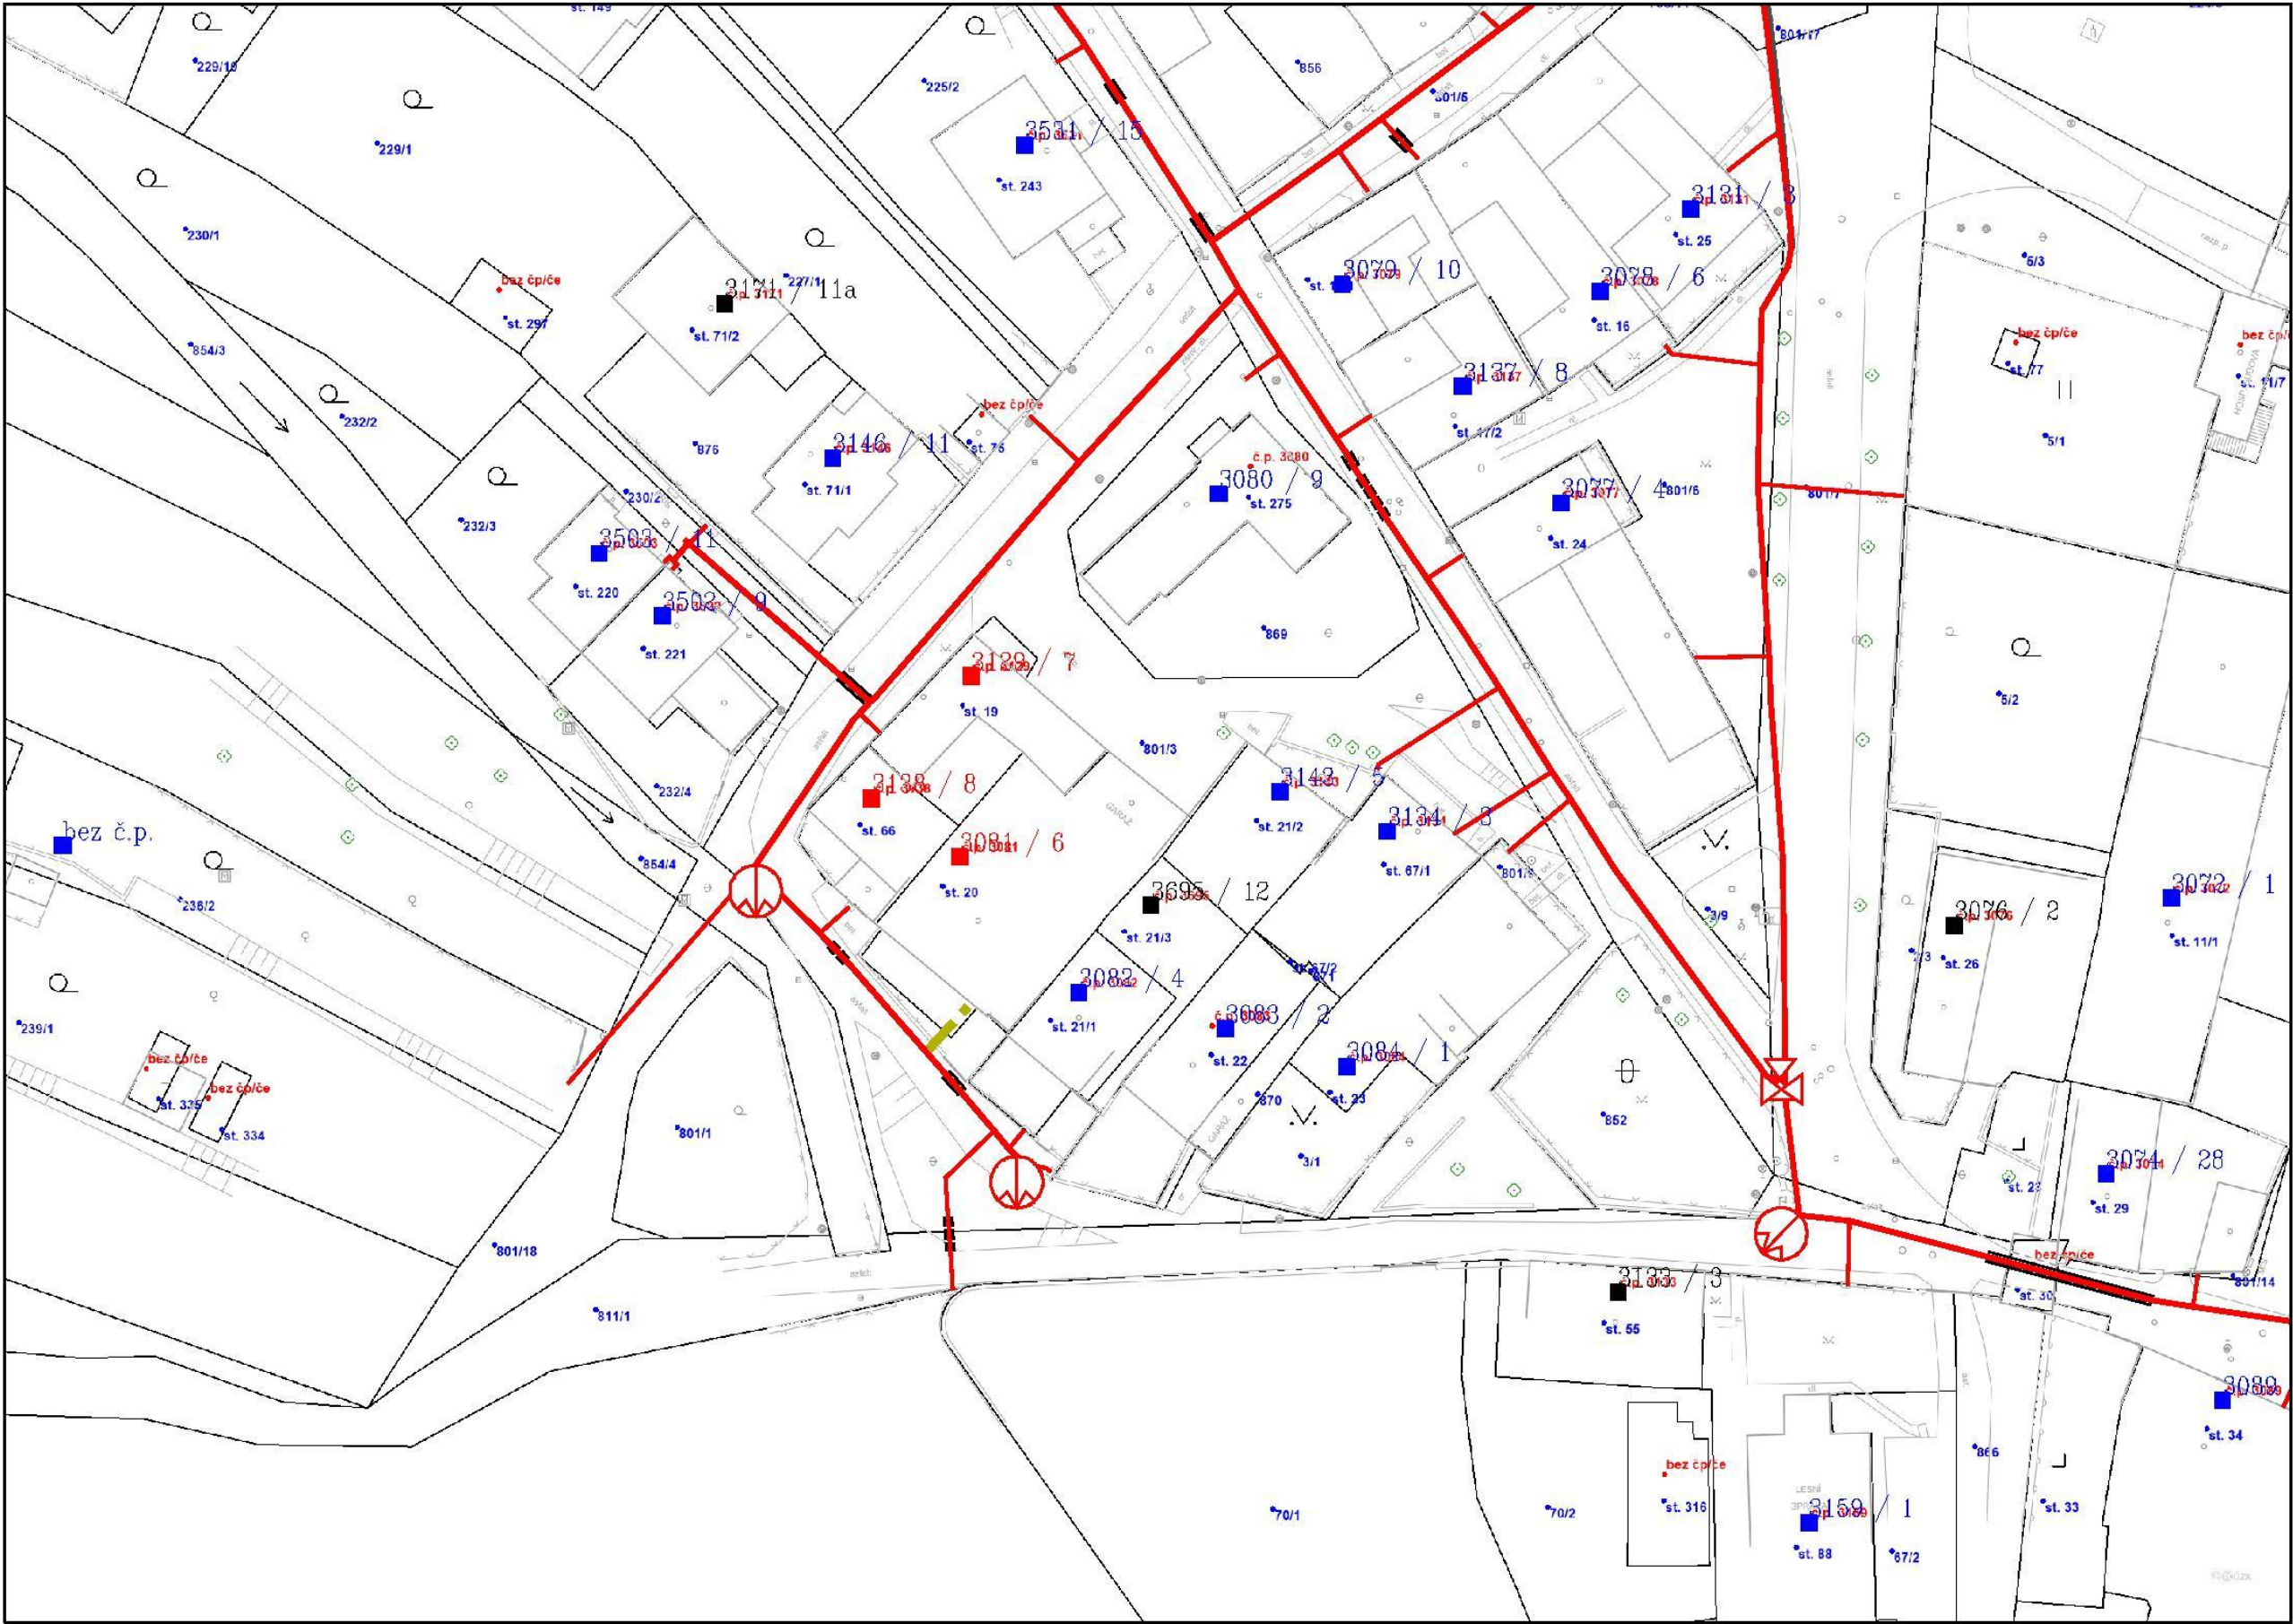 st. 149
801/17
229/19
856
225/2
801/5
229/1
3531 / 15
st. 243
3131 / 3
230/1
st. 25
6/3
3079 / 10
3078 / 6
bez čp/če
3171 / 11a
227/1
st. 297
st. 71/2
st. 16
bez čp/če
854/3
st. 77
3137 / 8
bez čp/če
232/2
st. 17/2
5/1
876
3146 / 11
st. 75
č.p. 3080
3080 / 9
st. 71/1
st. 275
3077 / 4
801/6
801/7
230/2
232/3
3503 / 11
st. 24
st. 220
3502 / 9
869
st. 221
3129 / 7
5/2
st. 19
801/3
232/4
3138 / 8
3143 / 5
GARÁŽ
st. 66
st. 21/2
3134 / 3
bez č.p.
3081 / 6
854/4
st. 67/1
st. 20
236/2
3695 / 12
3072 / 1
3/9
3076 / 2
st. 21/3
st. 11/1
st. 26
3082 / 4
239/1
st. 21/1
3083 / 2
st. 22
3084 / 1
bez čp/če
bez čp/če
870
st. 23
st. 335
st. 334
801/1
852
GARÁŽ
3/1
3074 / 28
st. 29
801/18
bez čp/če
801/14
3133 / 3
st. 30
811/1
st. 55
3089
st. 34
866
bez čp/če
LESNÍ
70/1
70/2
st. 316
3159 / 1
st. 33
st. 88
67/2